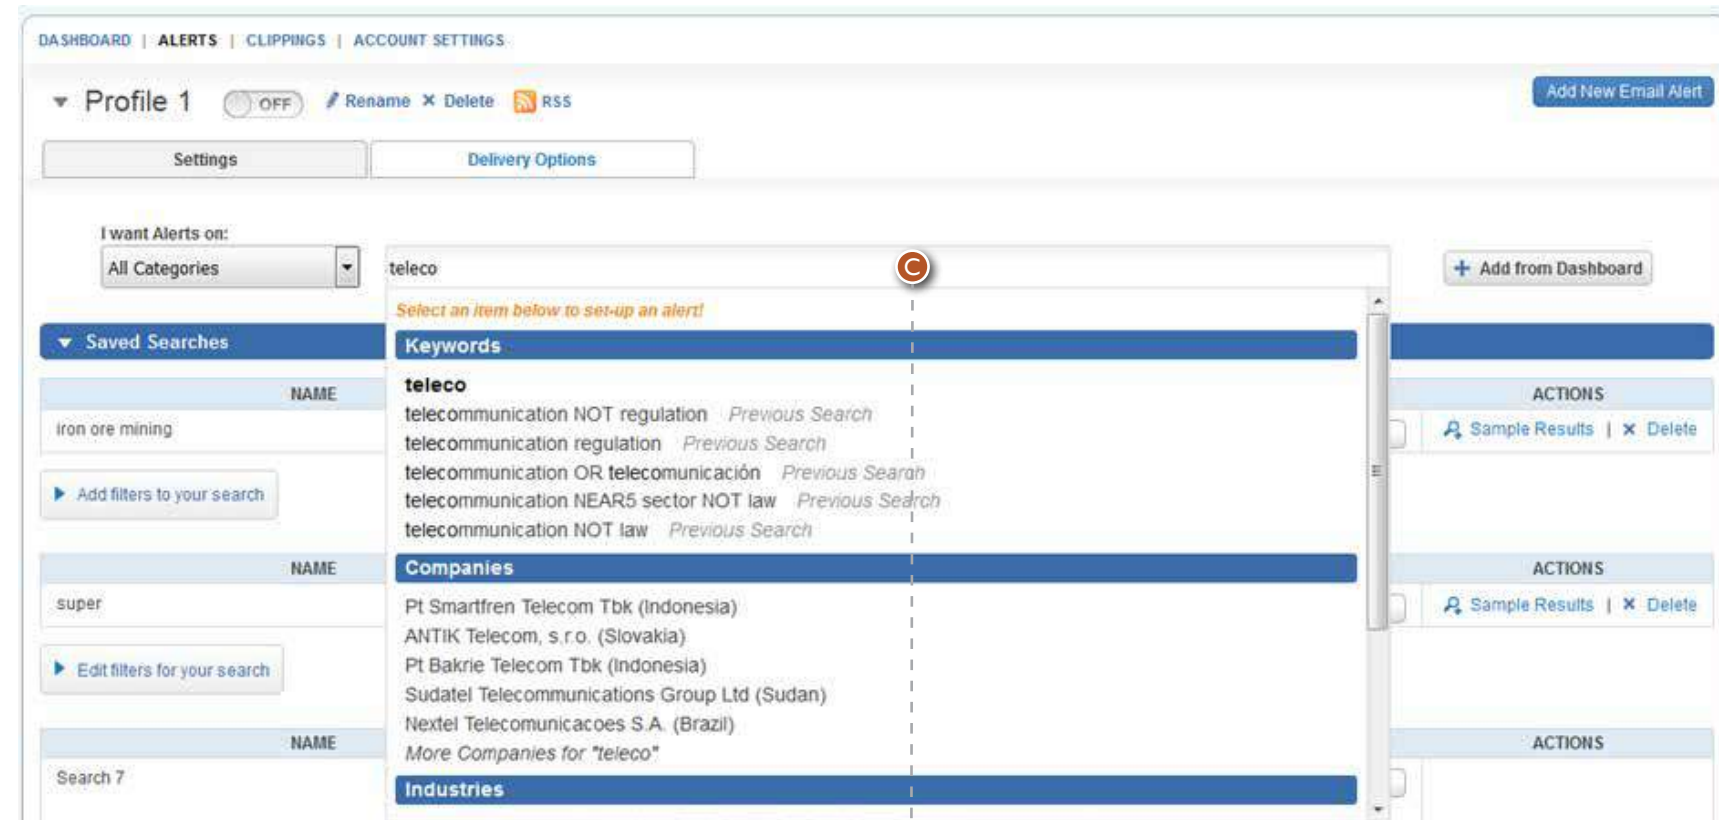 DASHBOARD | ALERTS | CLIPPINGS | ACCOUNT SETTINGS
Profile 1 OFF Rename Delete RSS
Add New Email Alert
Settings Delivery Options
I want Alerts on:
All Categories teleco C + Add from Dashboard
Select an item below to set-up an alert!
Saved Searches
Keywords
NAME ACTIONS
teleco
telecommunication NOT regulation Previous Search
iron ore mining Sample Results | Delete
telecommunication regulation Previous Search
telecommunication OR telecomunicación Previous Search
Add filters to your search
telecommunication NEAR5 sector NOT law Previous Search
telecommunication NOT law Previous Search
NAME Companies ACTIONS
super Pt Smartfren Telecom Tbk (Indonesia) Sample Results | Delete
ANTIK Telecom, s.r.o. (Slovakia)
Edit filters for your search Pt Bakrie Telecom Tbk (Indonesia)
Sudatel Telecommunications Group Ltd (Sudan)
Nextel Telecomunicacoes S.A. (Brazil)
NAME ACTIONS
More Companies for "teleco"
Search 7
Industries